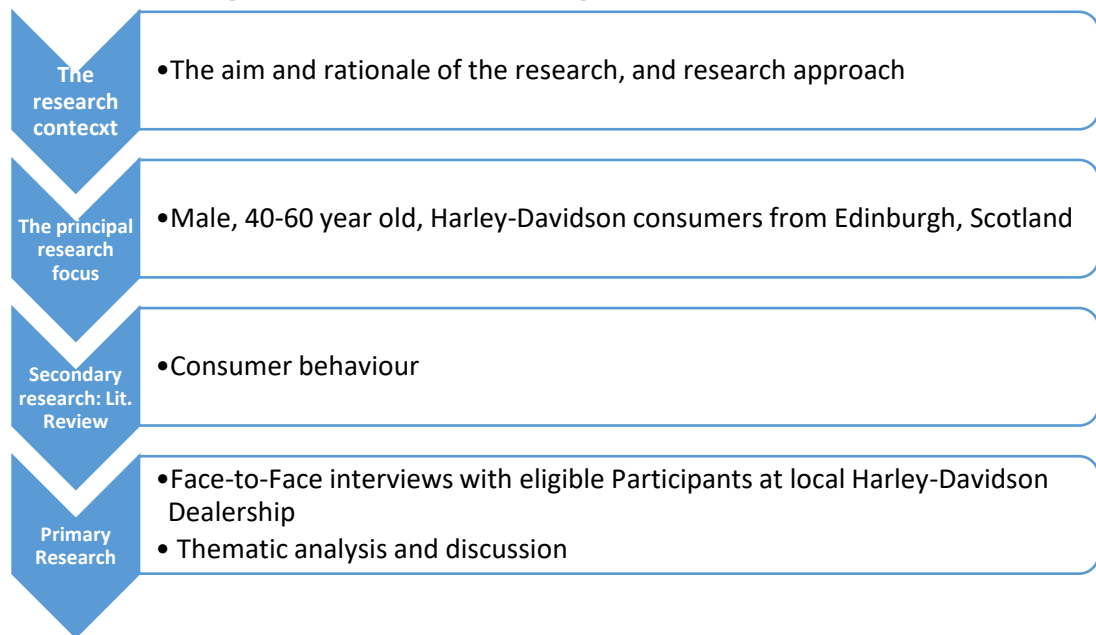 The
research
contecxt
•The aim and rationale of the research, and research approach
The principal
research
focus
•Male, 40-60 year old, Harley-Davidson consumers from Edinburgh, Scotland
Secondary
research: Lit.
Review
•Consumer behaviour
Primary
Research
•Face-to-Face interviews with eligible Participants at local Harley-Davidson
Dealership
• Thematic analysis and discussion